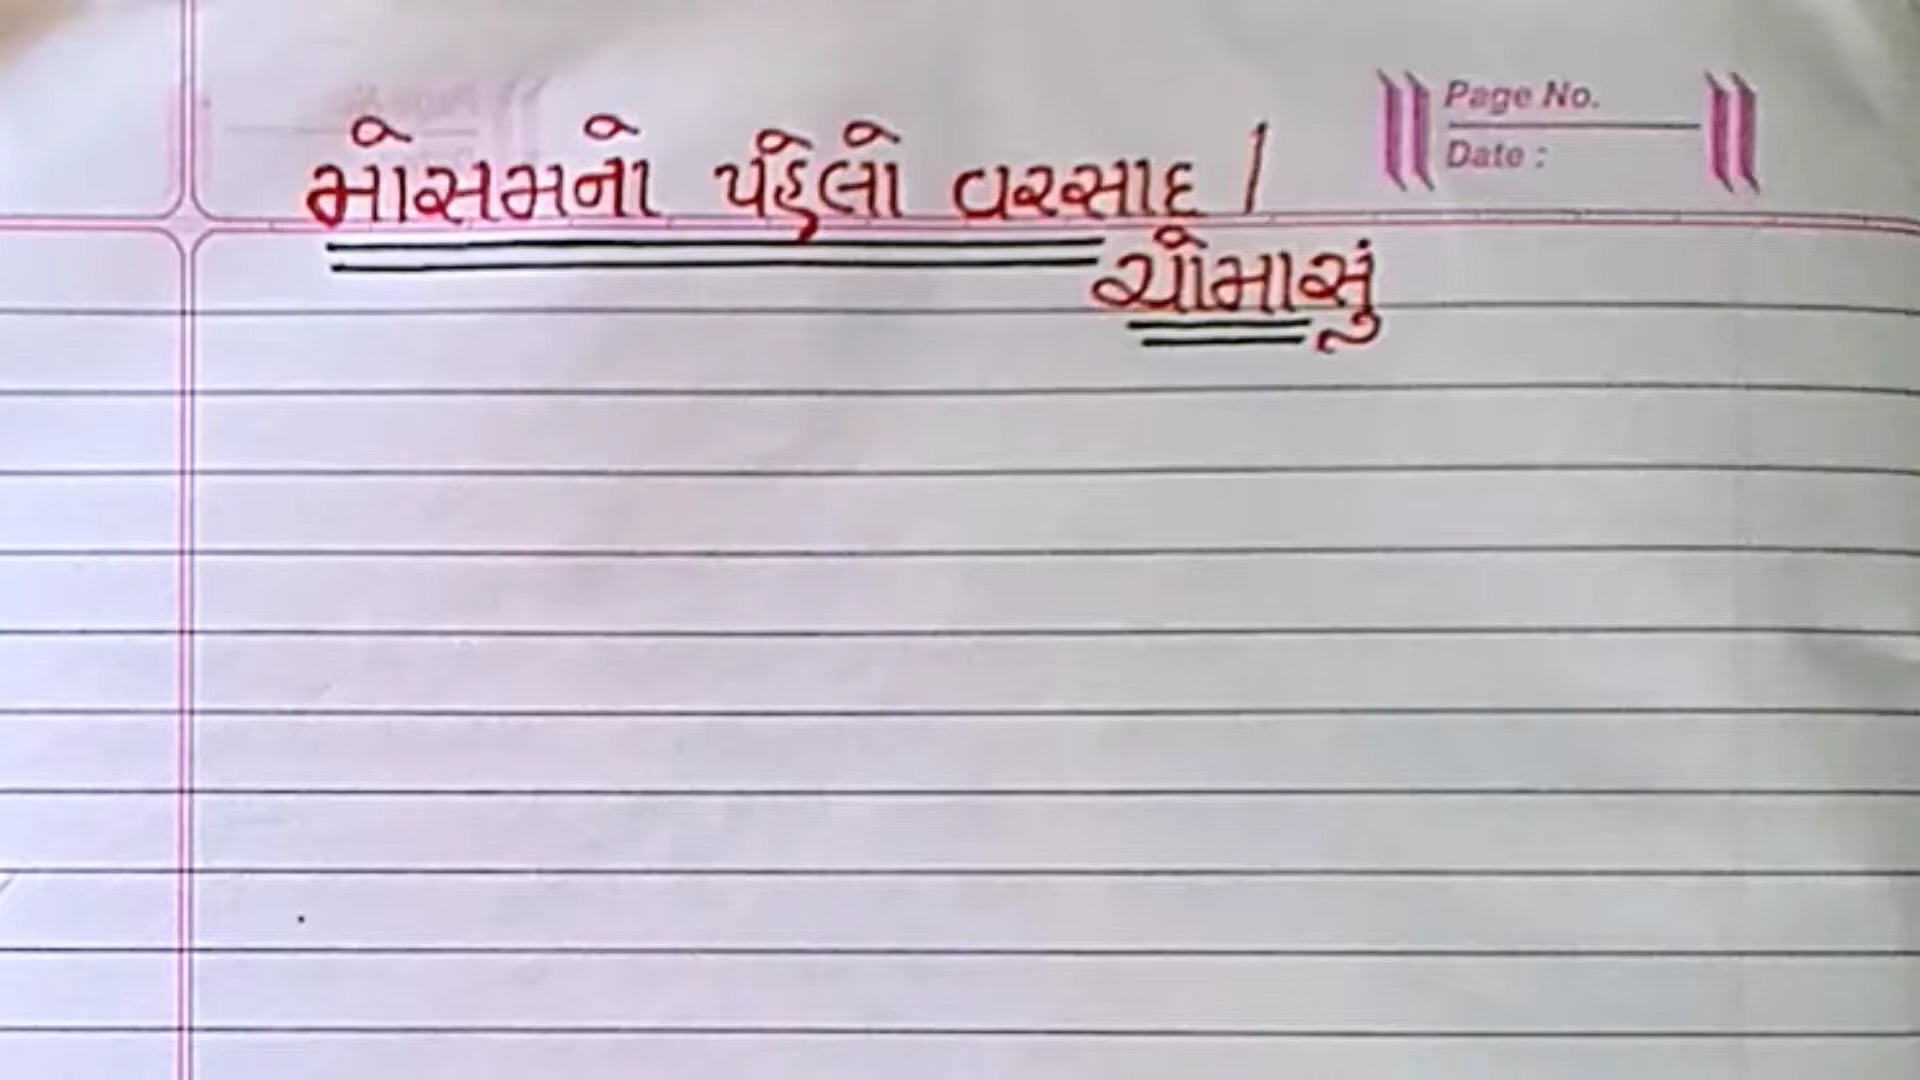 Page No.
મોસમનો પહેલો વરસાદ /
Date :
ચોમાસું